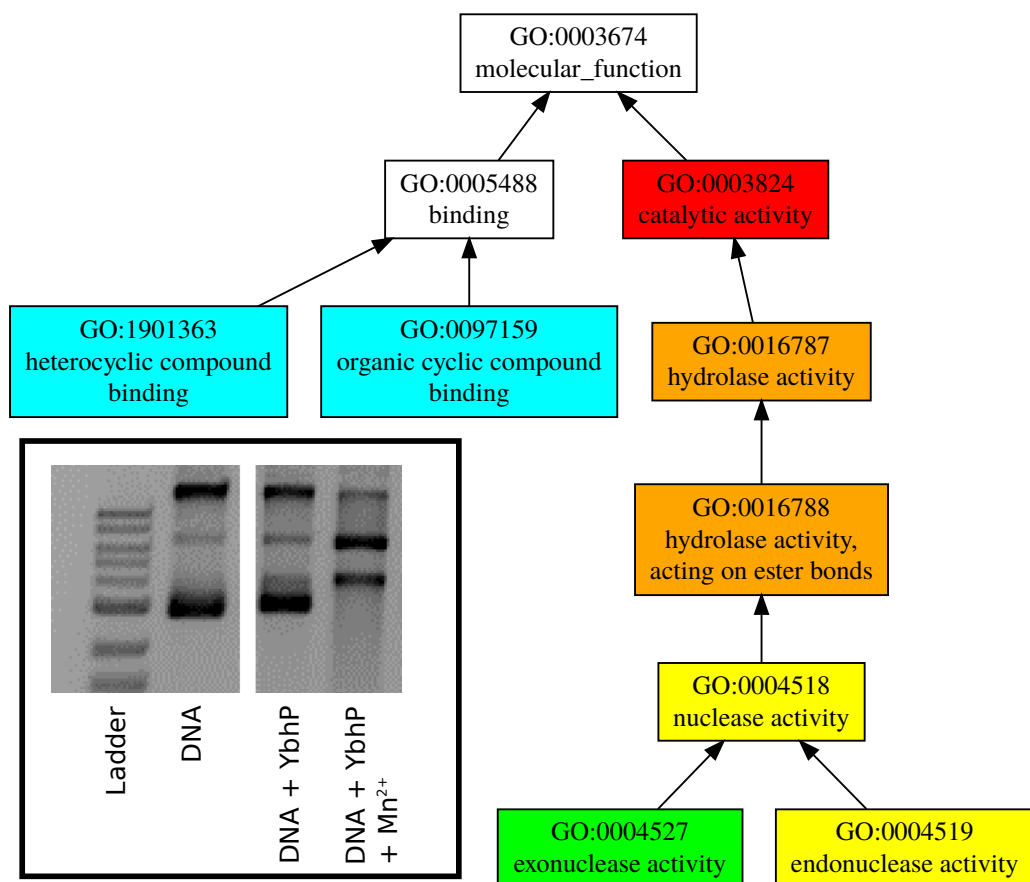 GO:0003674
molecular_function
GO:0005488
binding
GO:0003824
catalytic activity
GO:1901363
heterocyclic compound
binding
GO:0097159
organic cyclic compound
binding
GO:0016787
hydrolase activity
GO:0016788
hydrolase activity,
acting on ester bonds
GO:0004518
nuclease activity
GO:0004527
exonuclease activity
GO:0004519
endonuclease activity
Ladder
DNA
DNA + YbhP
DNA + YbhP
+ Mn²⁺